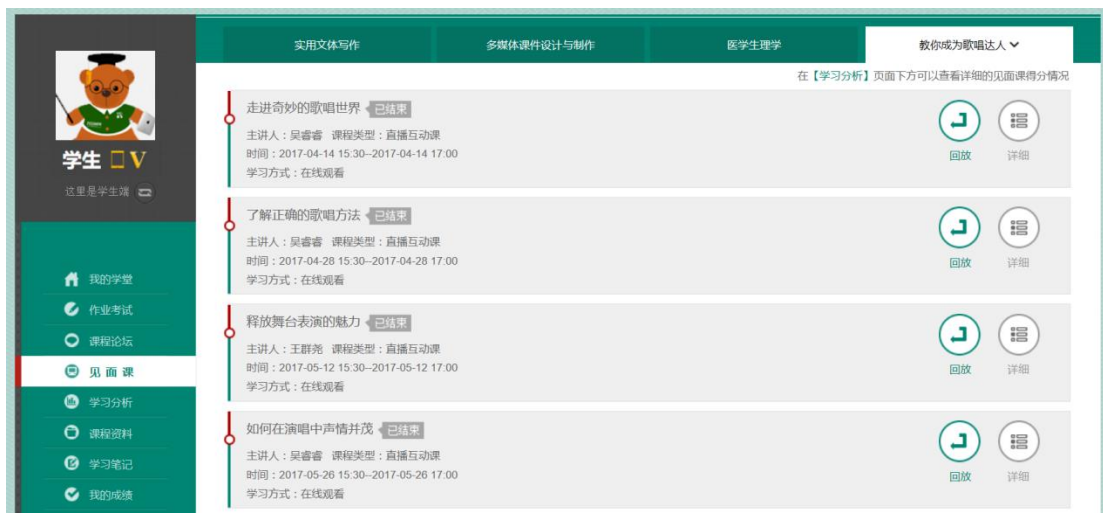 实用文体写作
多媒体课件设计与制作
医学生理学
教你成为歌唱达人
在【学习分析】页面下方可以查看详细的见面课得分情况
学生 V
这里是学生端
我的学堂
作业考试
课程论坛
见面课
学习分析
课程资料
学习笔记
我的成绩
走进奇妙的歌唱世界 已结束
主讲人：吴睿睿 课程类型：直播互动课
时间：2017-04-14 15:30--2017-04-14 17:00
学习方式：在线观看
回放 详细
了解正确的歌唱方法 已结束
主讲人：吴睿睿 课程类型：直播互动课
时间：2017-04-28 15:30--2017-04-28 17:00
学习方式：在线观看
回放 详细
释放舞台表演的魅力 已结束
主讲人：王群尧 课程类型：直播互动课
时间：2017-05-12 15:30--2017-05-12 17:00
学习方式：在线观看
回放 详细
如何在演唱中声情并茂 已结束
主讲人：吴睿睿 课程类型：直播互动课
时间：2017-05-26 15:30--2017-05-26 17:00
学习方式：在线观看
回放 详细